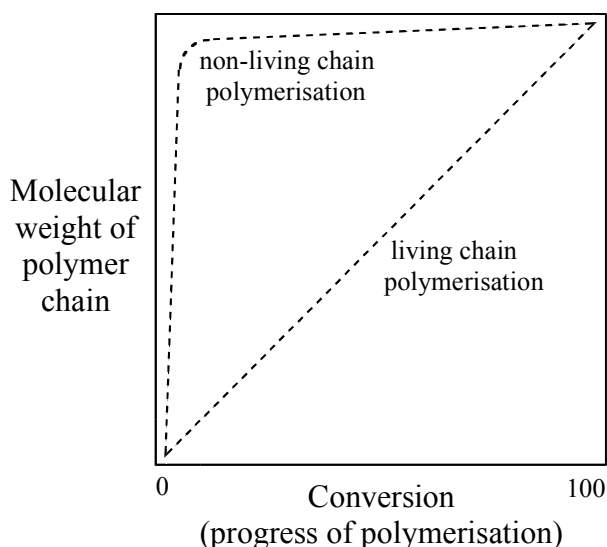 non-living chain
polymerisation
Molecular
weight of
polymer
chain
living chain
polymerisation
0
100
Conversion
(progress of polymerisation)